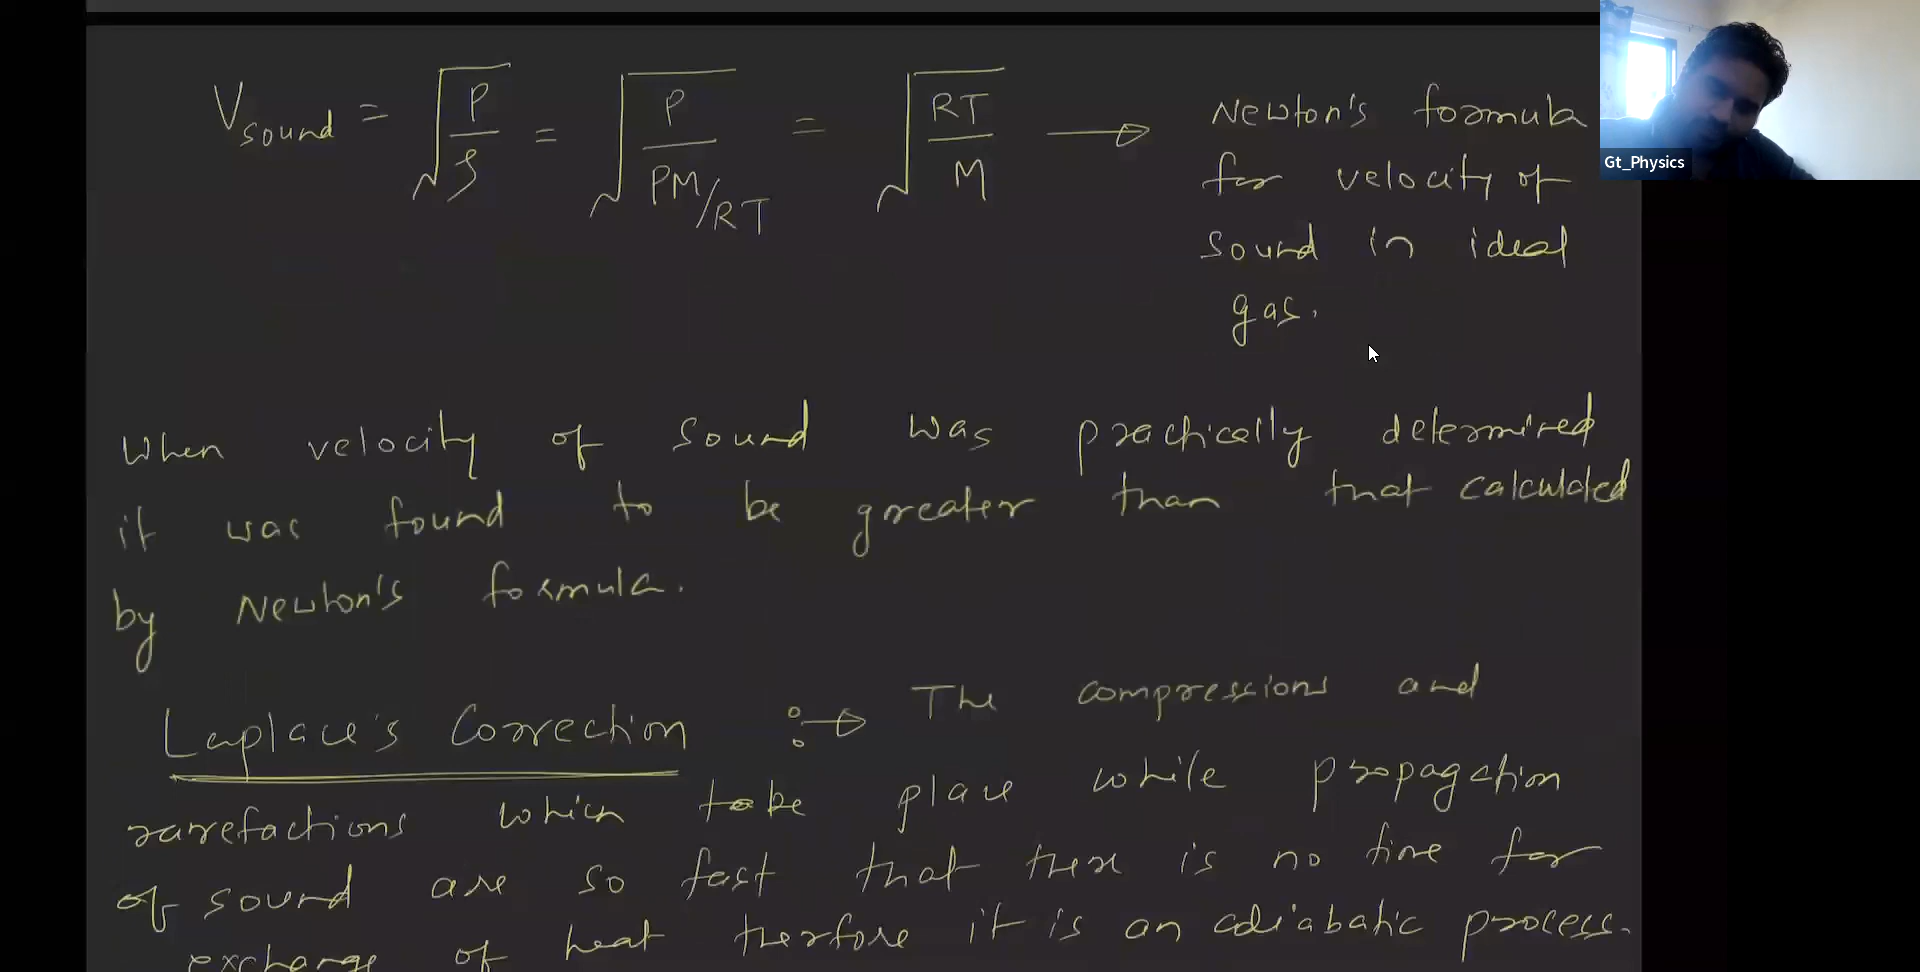 V sound = √P/ρ = √P/PM/RT = √RT/M → Newton's formula
for velocity of
sound in ideal
gas.
Gt_Physics
When velocity of sound was practically determined
it was found to be greater than that calculated
by Newton's formula.
Laplace's Correction :→ The compressions and
rarefactions which take place while propagation
of sound are so fast that there is no time for
exchange of heat therfore it is an adiabatic process.